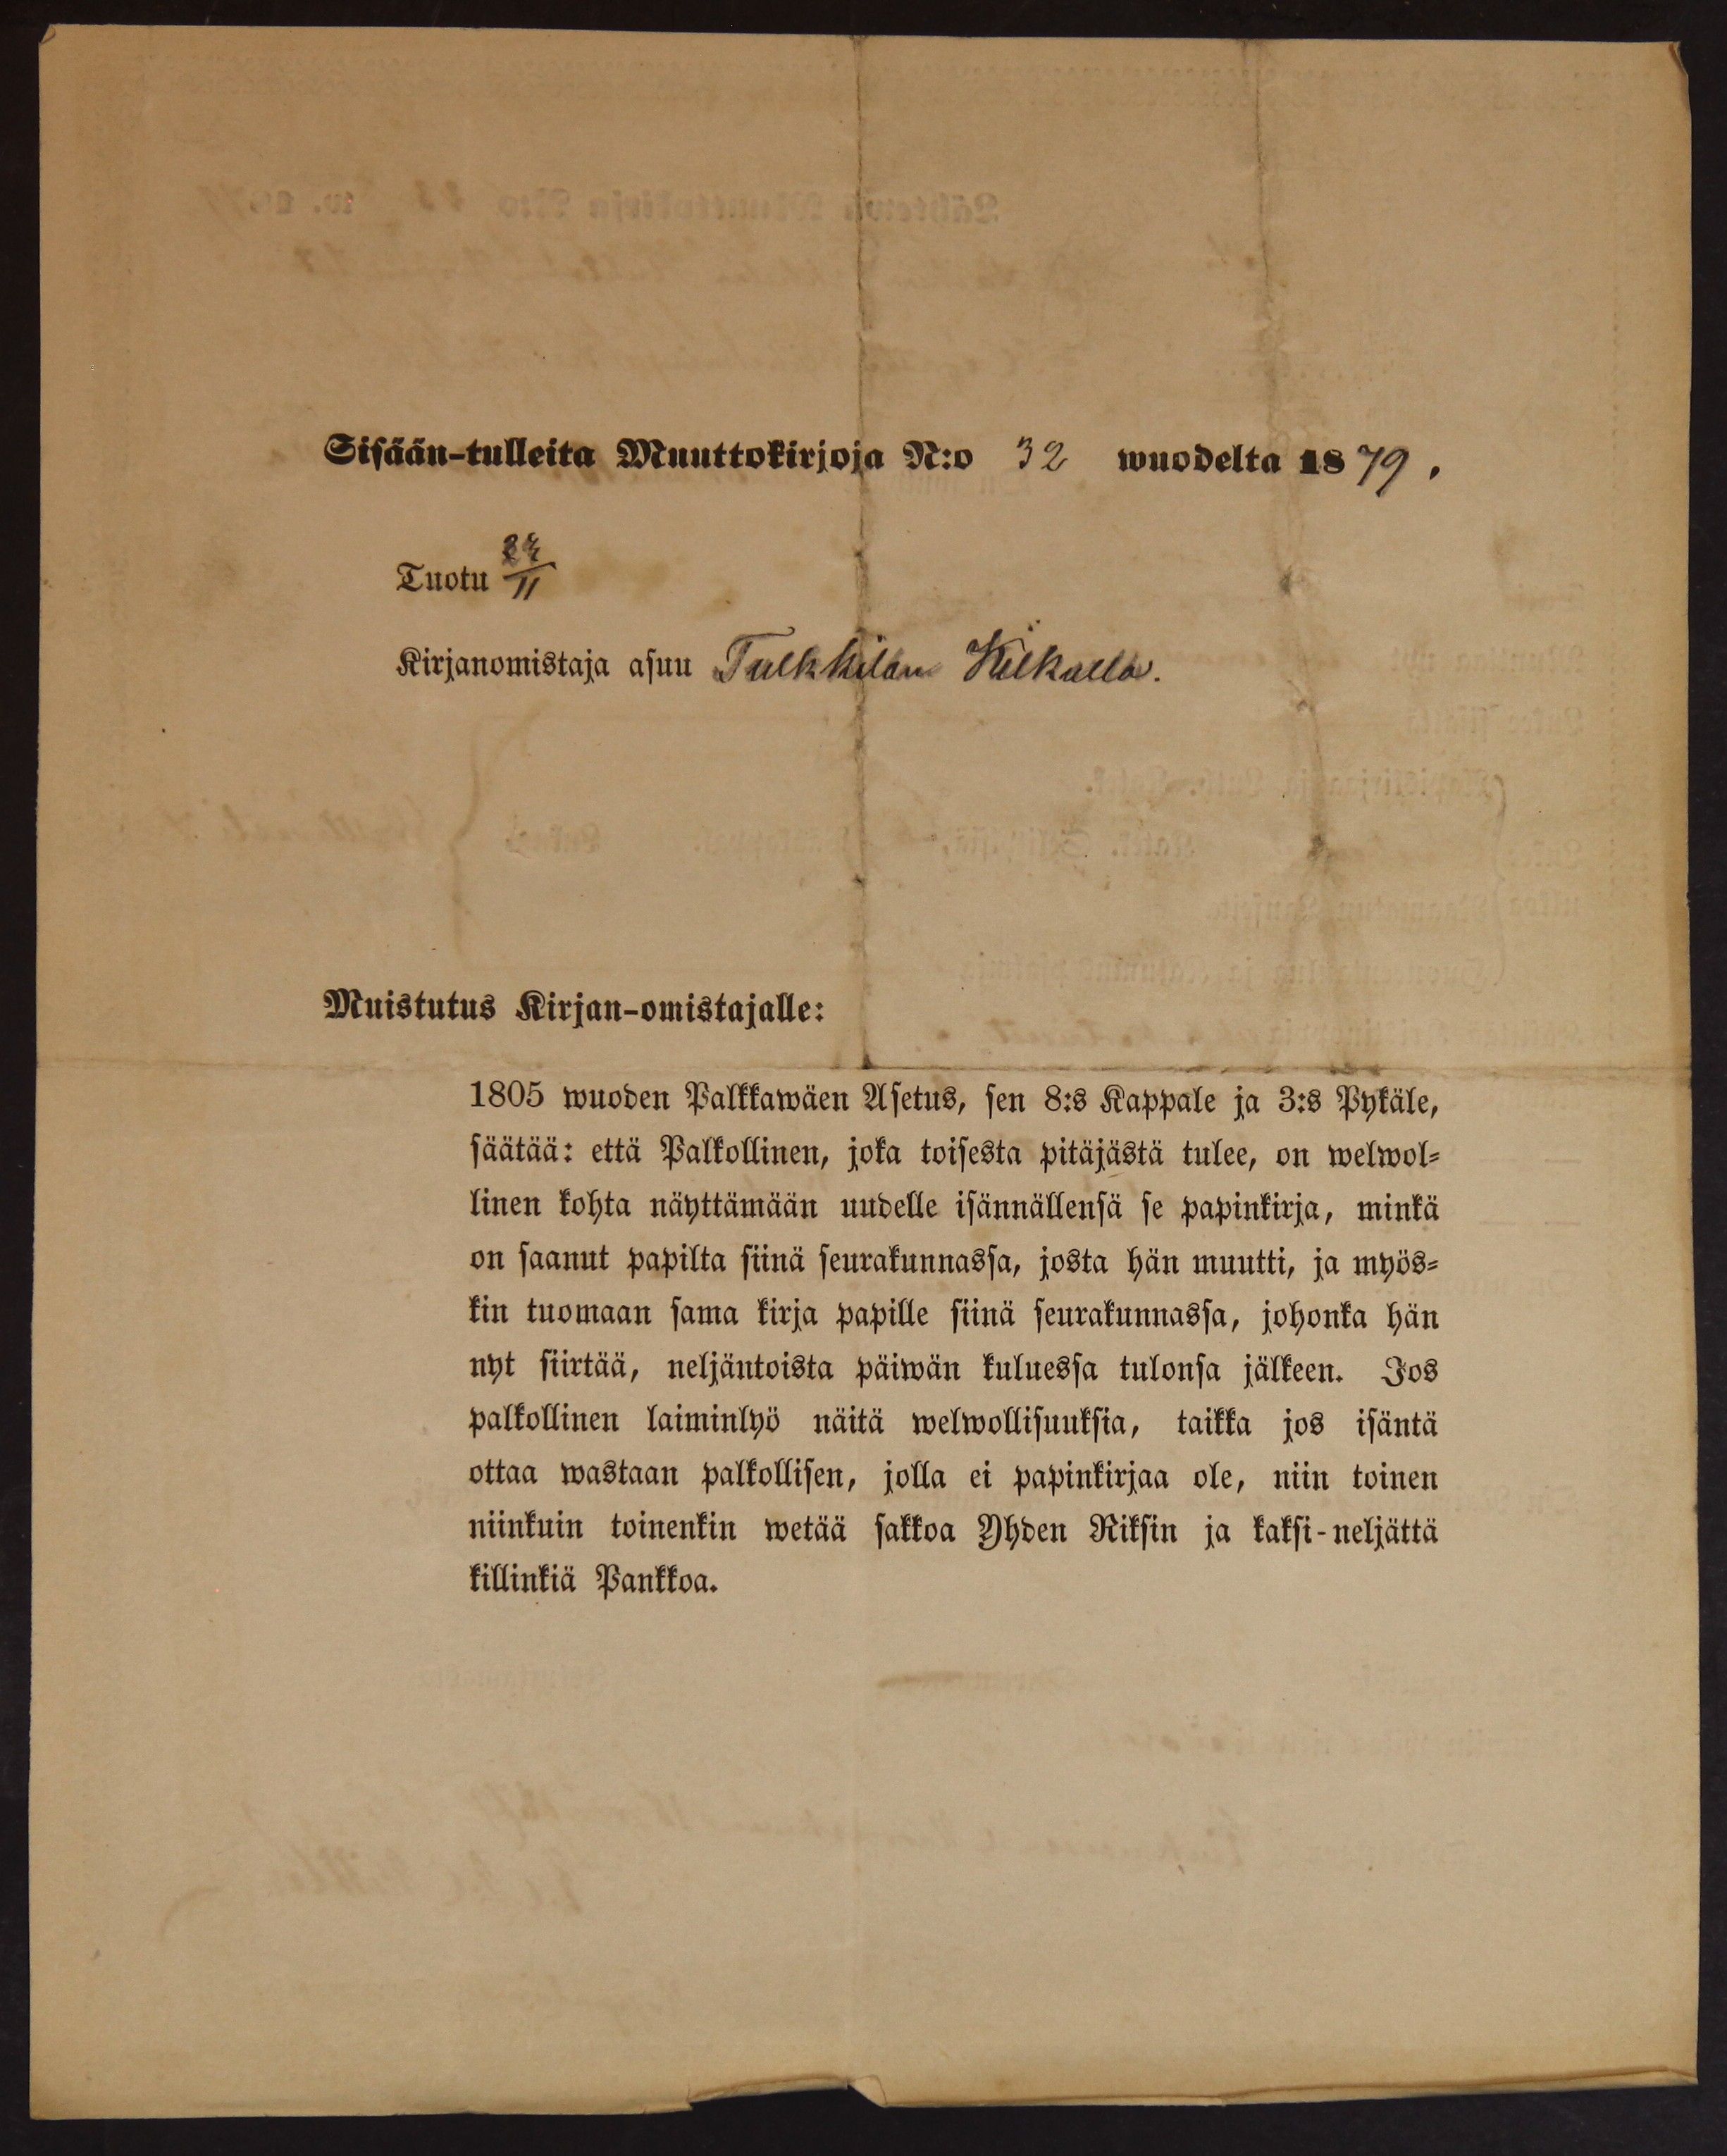 Sisään-tulleita Muuttokirjoja N:o 32 wuodelta 1879.
Tuotu /11
Kirjanomistaja asuu Tulkkilan
Muistutus Kirjan-omistajalle:
1805 wuoden Palkkawäen Asetus, sen 8:s Kappale ja 3:s Pykäle,
säätää: että Palkollinen, joka toisesta pitäjästä tulee, on welwol=
linen kohta näyttämään uudelle isännällensä se papinkirja, minkä
on saanut papilta siinä seurakunnassa, josta hän muutti, ja myös=
kin tuomaan sama kirja papille siinä seurakunnassa, johonka hän
nyt siirtää, neljäntoista päiwän kuluessa tulonsa jälkeen. Jos
palkollinen laiminlyö näitä welwollisuuksia, taikka jos isäntä
ottaa wastaan palkollisen, jolla ei papinkirjaa ole, niin toinen
niinkuin toinenkin wetää sakkoa Yhden Riksin ja kaksi-neljättä
killinkiä Pankkoa.